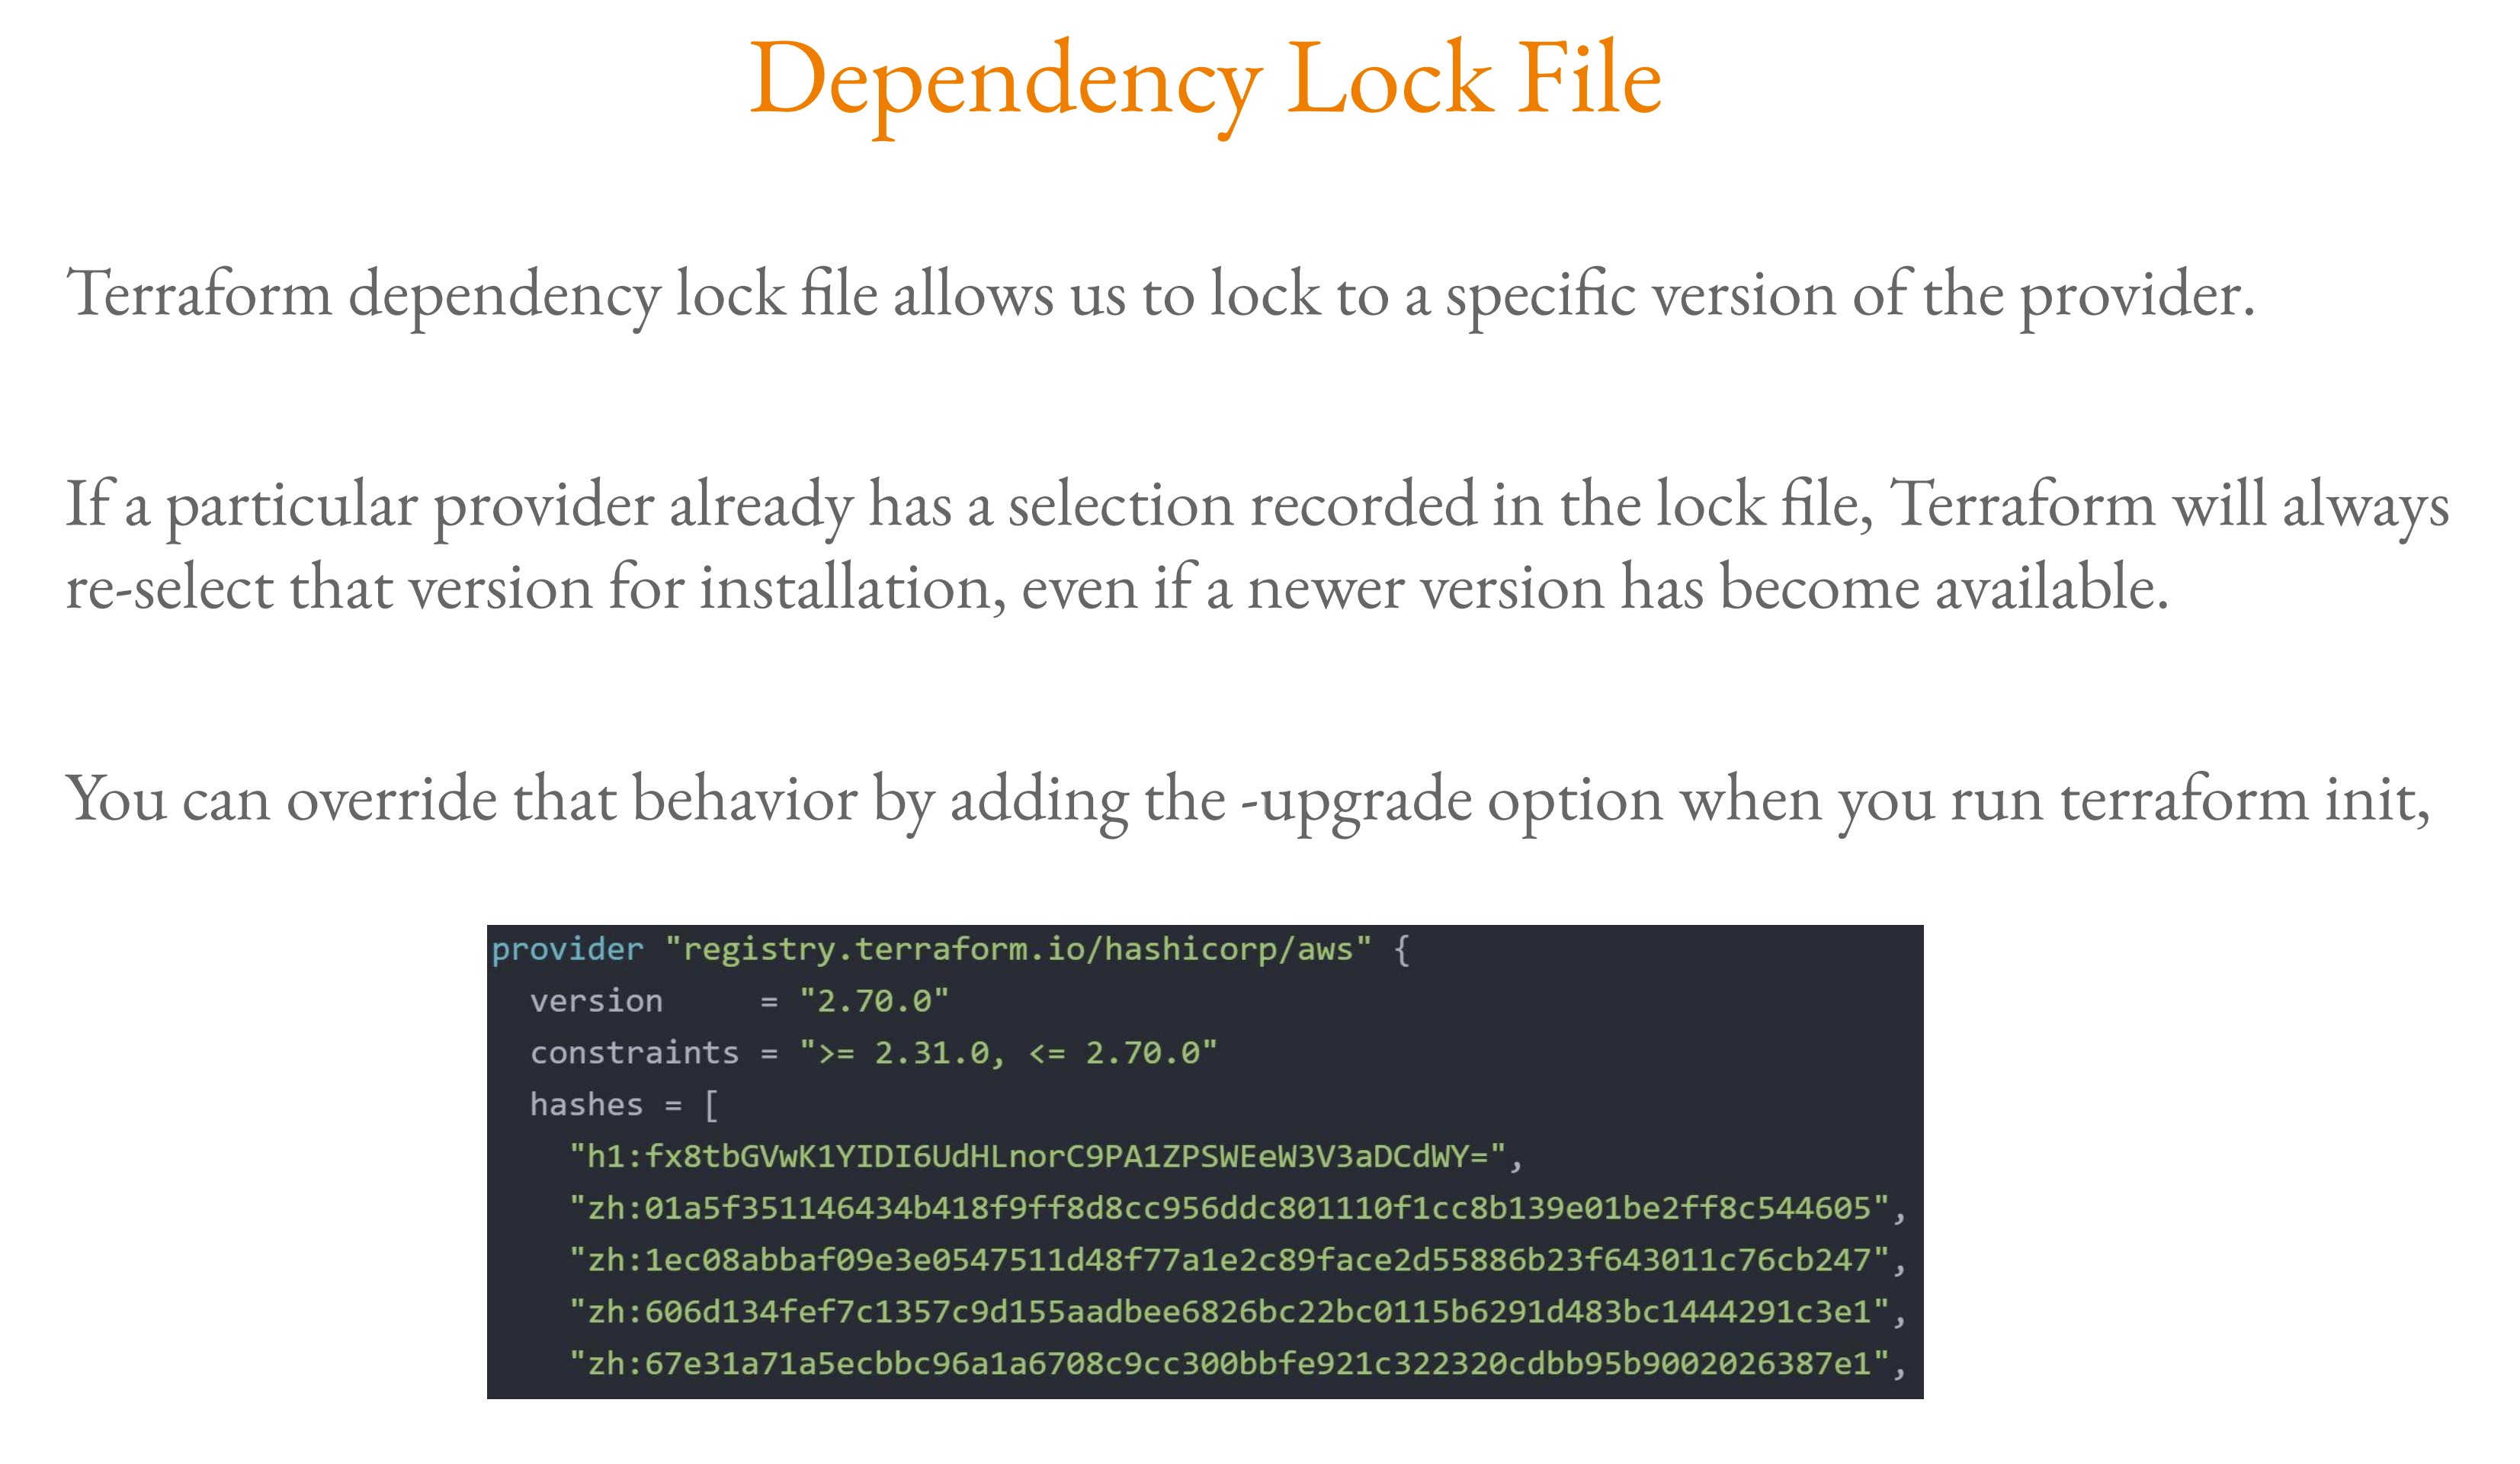 Dependency Lock File
Terraform dependency lock file allows us to lock to a specific version of the provider.
If a particular provider already has a selection recorded in the lock file, Terraform will always
re-select that version for installation, even if a newer version has become available.
You can override that behavior by adding the -upgrade option when you run terraform init,
provider "registry.terraform.io/hashicorp/aws" {
  version     = "2.70.0"
  constraints = ">= 2.31.0, <= 2.70.0"
  hashes = [
    "h1:fx8tbGVwK1YIDI6UdHLnorC9PA1ZPSWEeW3V3aDCdWY=",
    "zh:01a5f351146434b418f9ff8d8cc956ddc801110f1cc8b139e01be2ff8c544605",
    "zh:1ec08abbaf09e3e0547511d48f77a1e2c89face2d55886b23f643011c76cb247",
    "zh:606d134fef7c1357c9d155aadbee6826bc22bc0115b6291d483bc1444291c3e1",
    "zh:67e31a71a5ecbbc96a1a6708c9cc300bbfe921c322320cdbb95b9002026387e1",